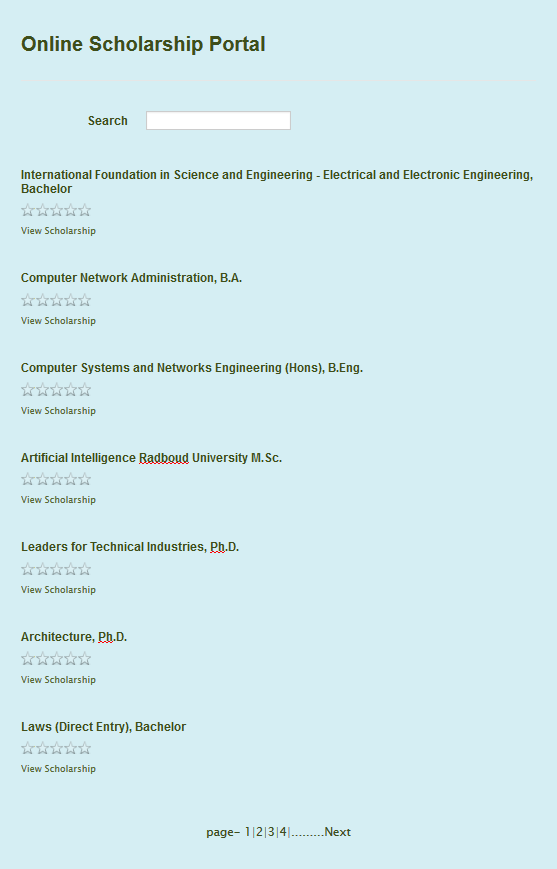 Online Scholarship Portal
Search
International Foundation in Science and Engineering - Electrical and Electronic Engineering,
Bachelor
View Scholarship
Computer Network Administration, B.A.
View Scholarship
Computer Systems and Networks Engineering (Hons), B.Eng.
View Scholarship
Artificial Intelligence Radboud University M.Sc.
View Scholarship
Leaders for Technical Industries, Ph.D.
View Scholarship
Architecture, Ph.D.
View Scholarship
Laws (Direct Entry), Bachelor
View Scholarship
page- 1|2|3|4|.........Next